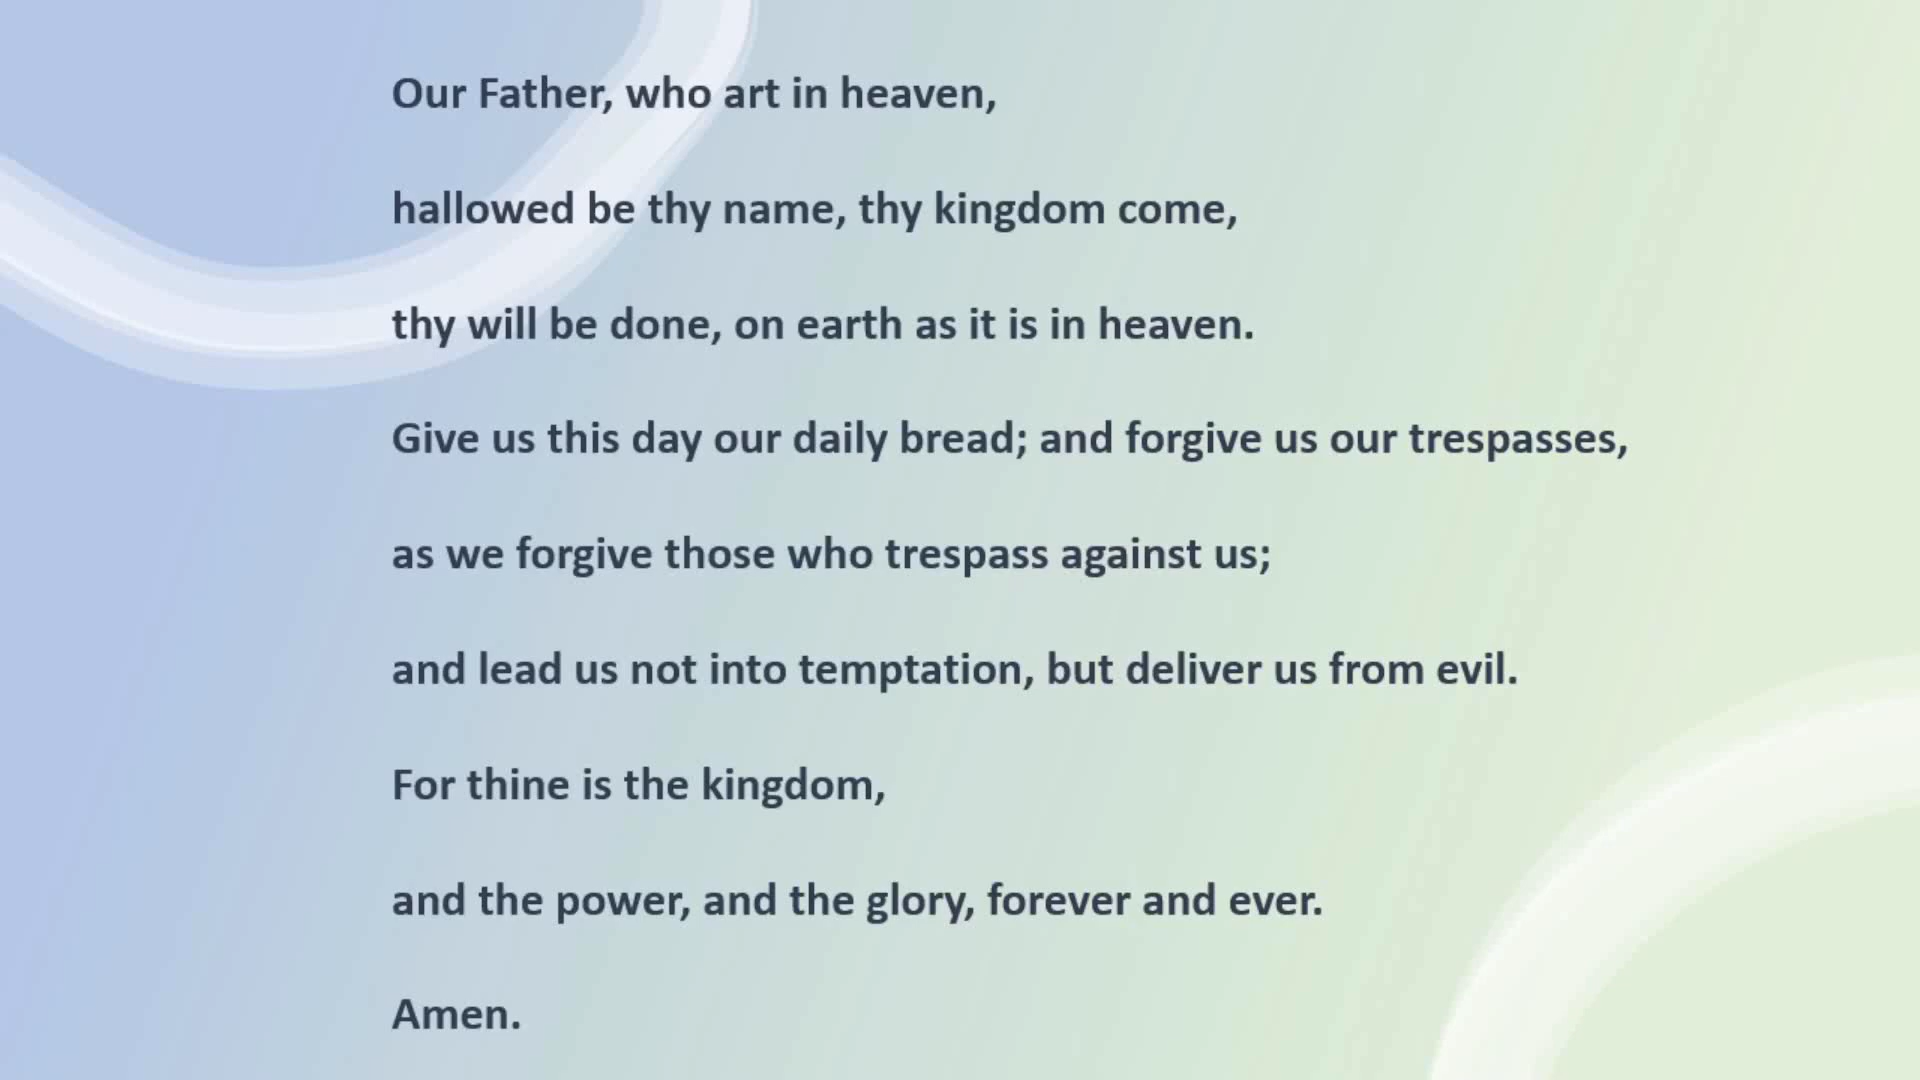 Our Father, who art in heaven,
hallowed be thy name, thy kingdom come,
thy will be done, on earth as it is in heaven.
Give us this day our daily bread; and forgive us our trespasses,
as we forgive those who trespass against us;
and lead us not into temptation, but deliver us from evil.
For thine is the kingdom,
and the power, and the glory, forever and ever.
Amen.